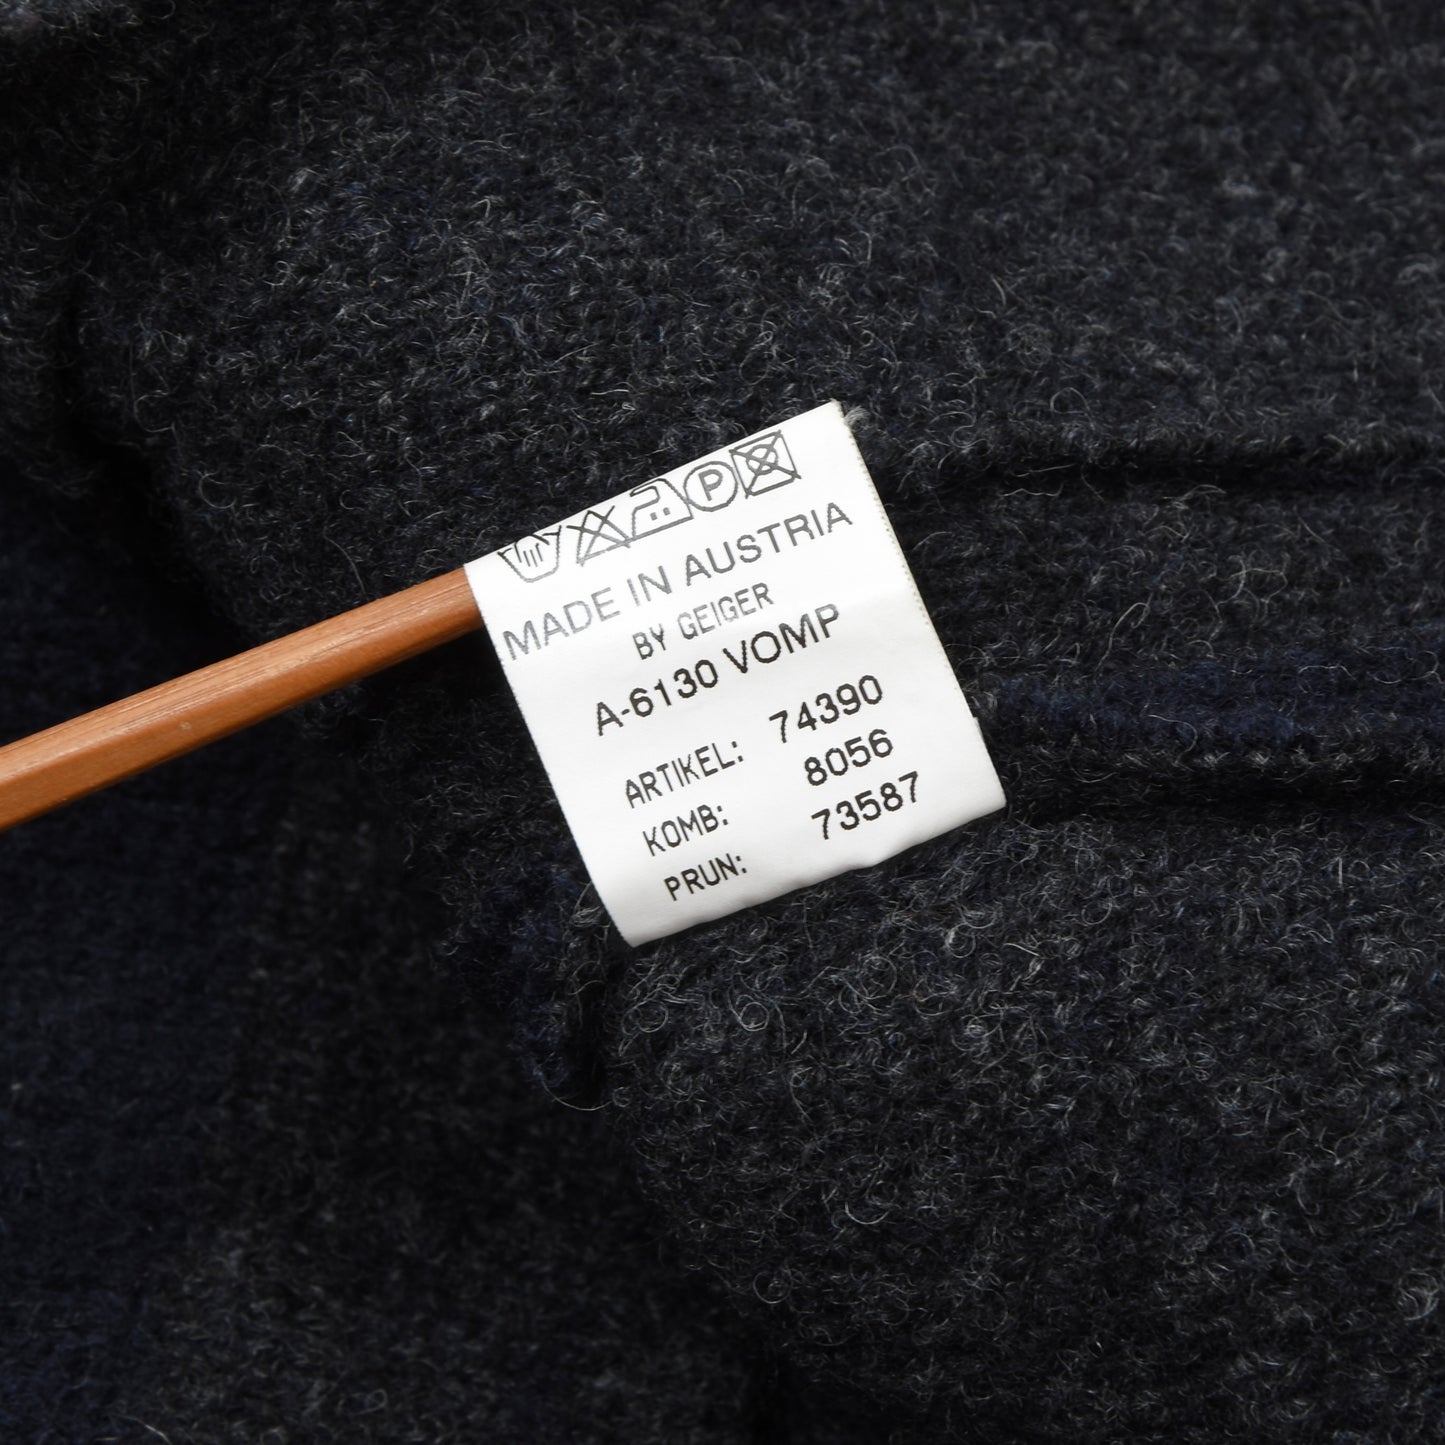 P
MADE IN AUSTRIA
BY GEIGER
A-6130 VOMP
ARTIKEL: 74390
KOMB: 8056
PRUN: 73587